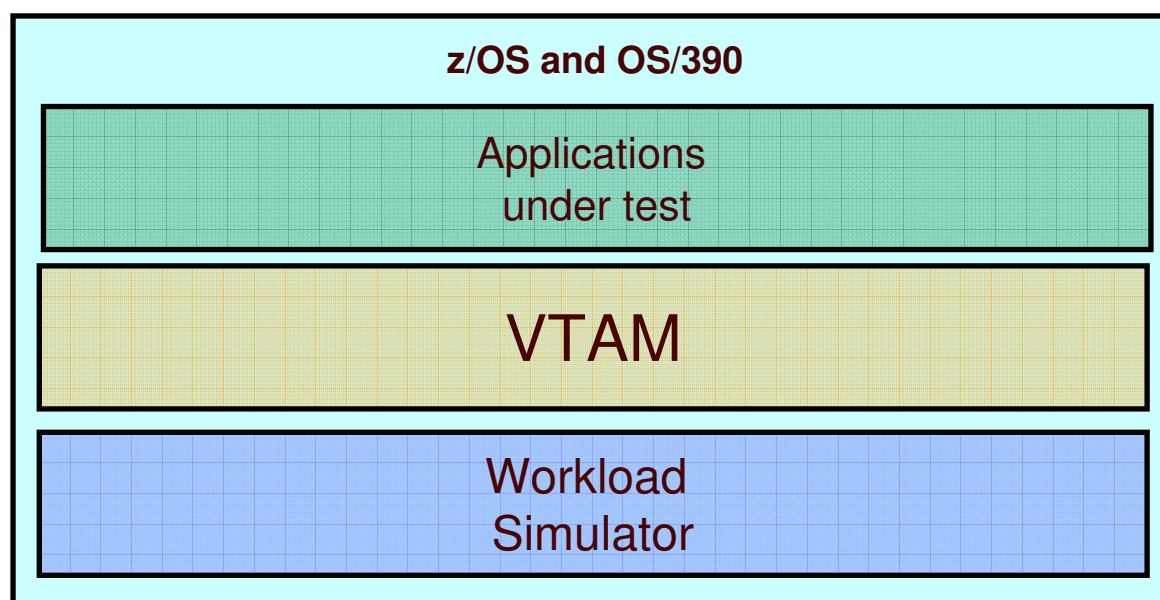 z/OS and OS/390
Applications
under test
VTAM
Workload
Simulator